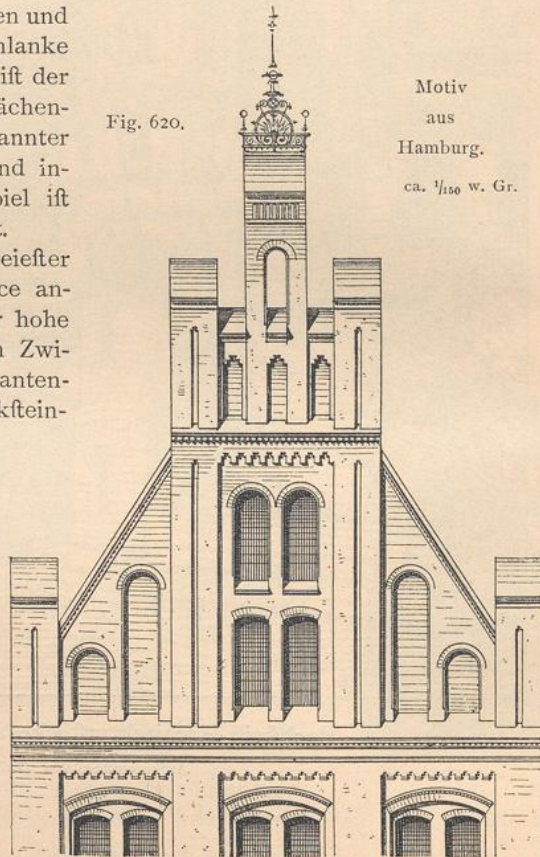 en und
hlanke
iſt der
ächen-
annter
nd in-
piel iſt
t.
eieſter
ce an-
r hohe
n Zwi-
anten-
kſtein-
Fig. 620.
Motiv
aus
Hamburg.
ca. 1/150 w. Gr.